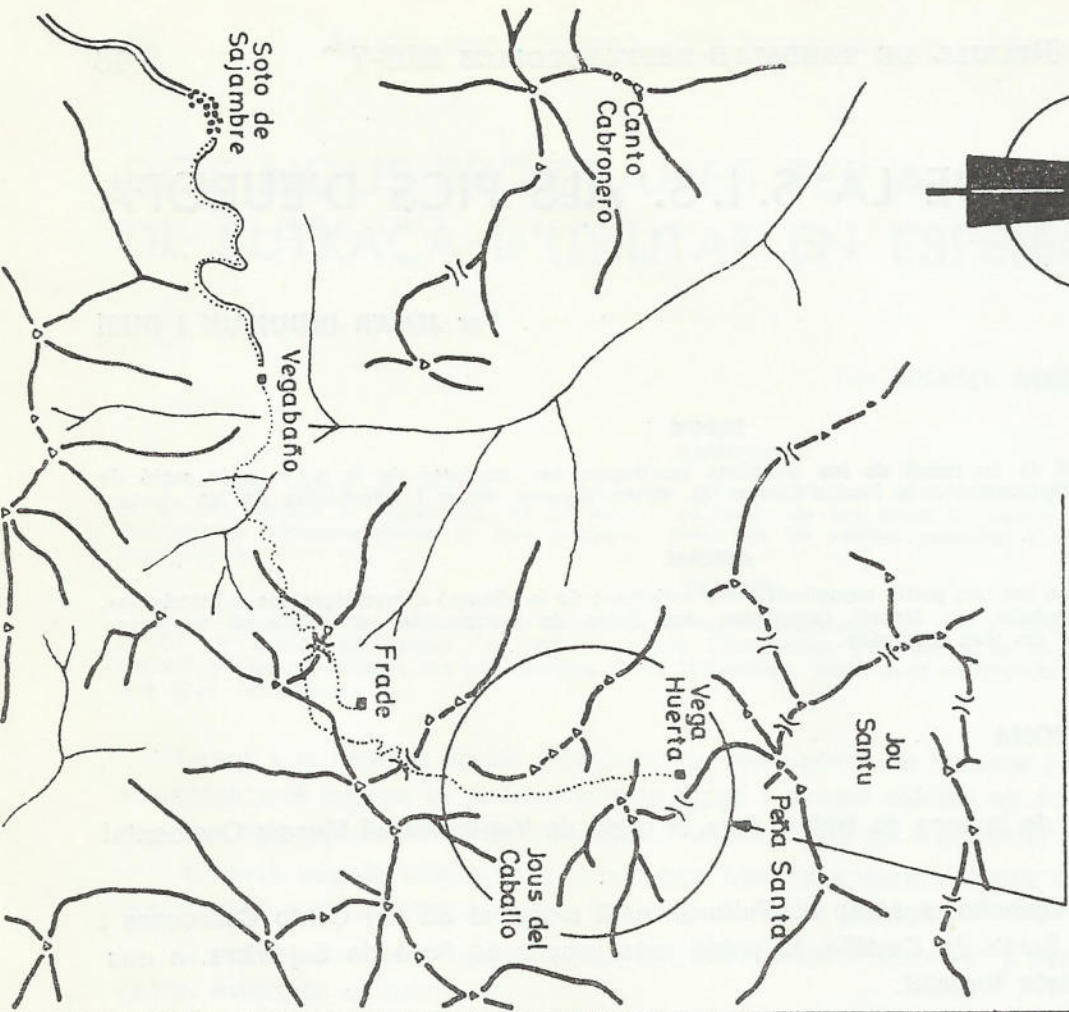 Soto de
Sajambre
Canto
Cabronero
Vegabaño
Frade
Vega
Huerta
Jou
Santu
Peña Santa
Jous del
Caballo